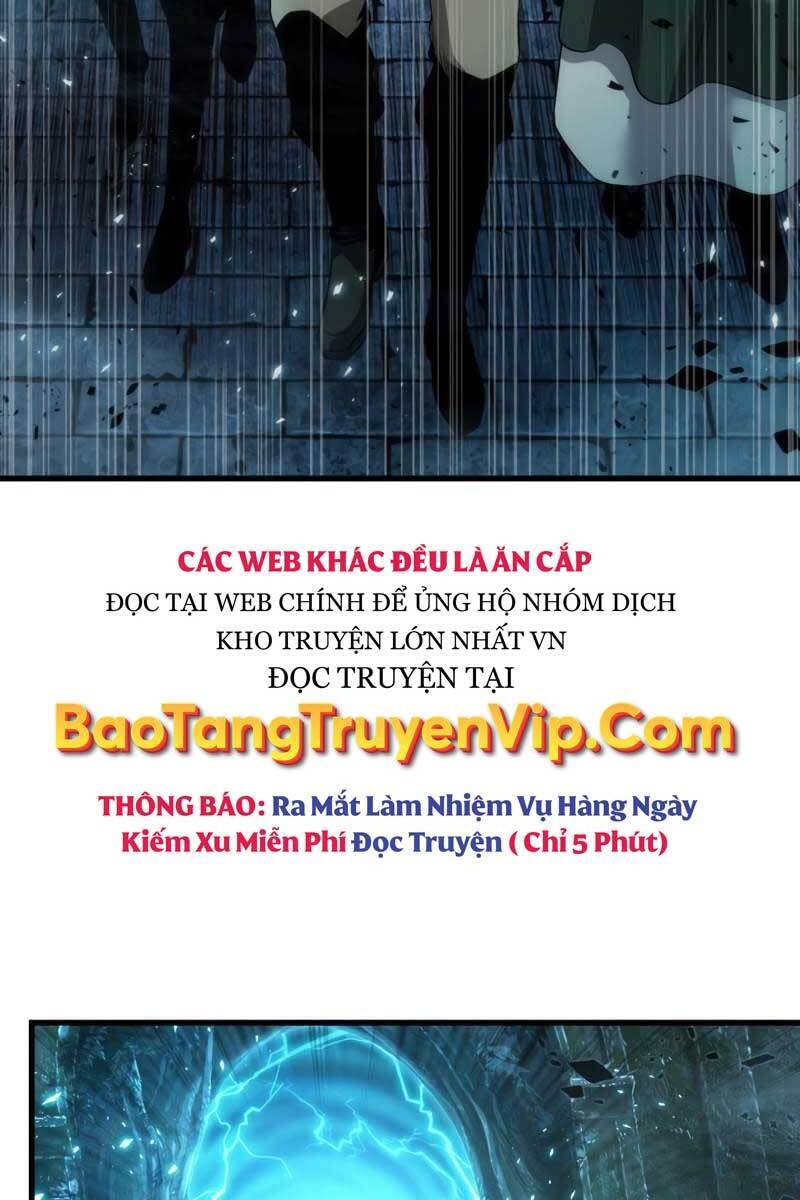 CÁC WEB KHÁC ĐỀU LÀ ĂN CẮP
ĐỌC TẠI WEB CHÍNH ĐỂ ỦNG HỘ NHÓM DỊCH
KHO TRUYỆN LỚN NHẤT VN
ĐỌC TRUYỆN TẠI
BaoTangTruyenVip.Com
THÔNG BÁO: Ra Mắt Làm Nhiệm Vụ Hàng Ngày
Kiếm Xu Miễn Phí Đọc Truyện ( Chỉ 5 Phút)